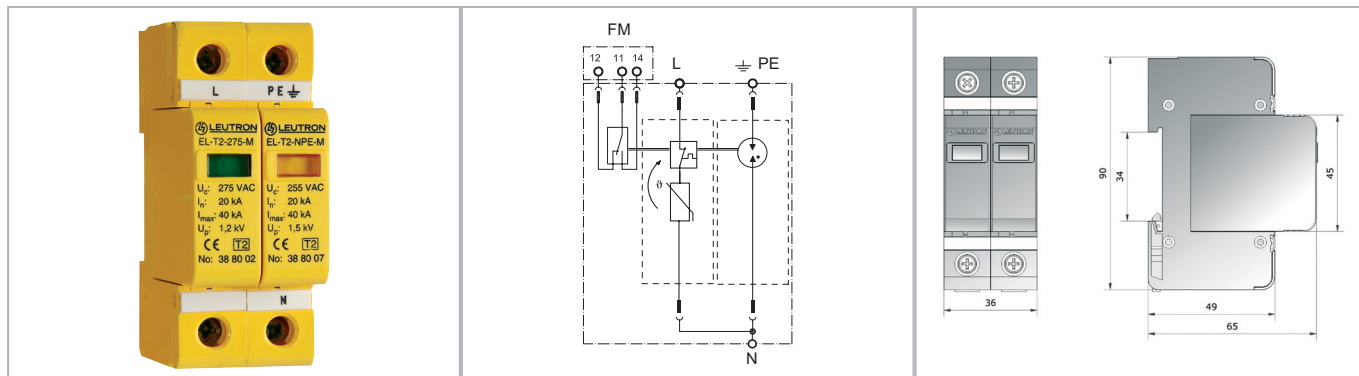 L
PE ⏚
LEUTRON
EL-T2-275-M
Uc: 275 VAC
In: 20 kA
Imax: 40 kA
Up: 1,2 kV
CE T2
No: 38 80 02
LEUTRON
EL-T2-NPE-M
Uc: 255 VAC
In: 20 kA
Imax: 40 kA
Up: 1,5 kV
CE T2
No: 38 80 07
N
FM
12 11 14
L
⏚ PE
ϑ
N
LEUTRON
LEUTRON
90
34
45
36
49
65